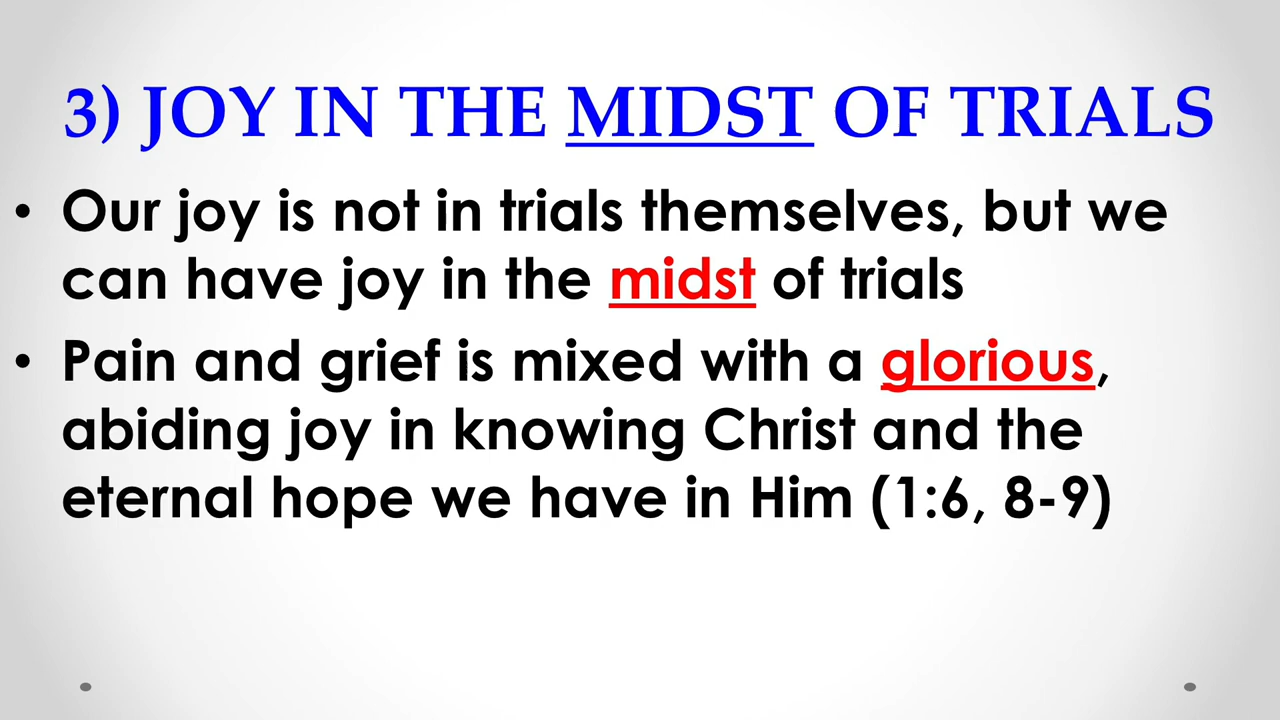 3) JOY IN THE MIDST OF TRIALS
• Our joy is not in trials themselves, but we
can have joy in the midst of trials
• Pain and grief is mixed with a glorious,
abiding joy in knowing Christ and the
eternal hope we have in Him (1:6, 8-9)